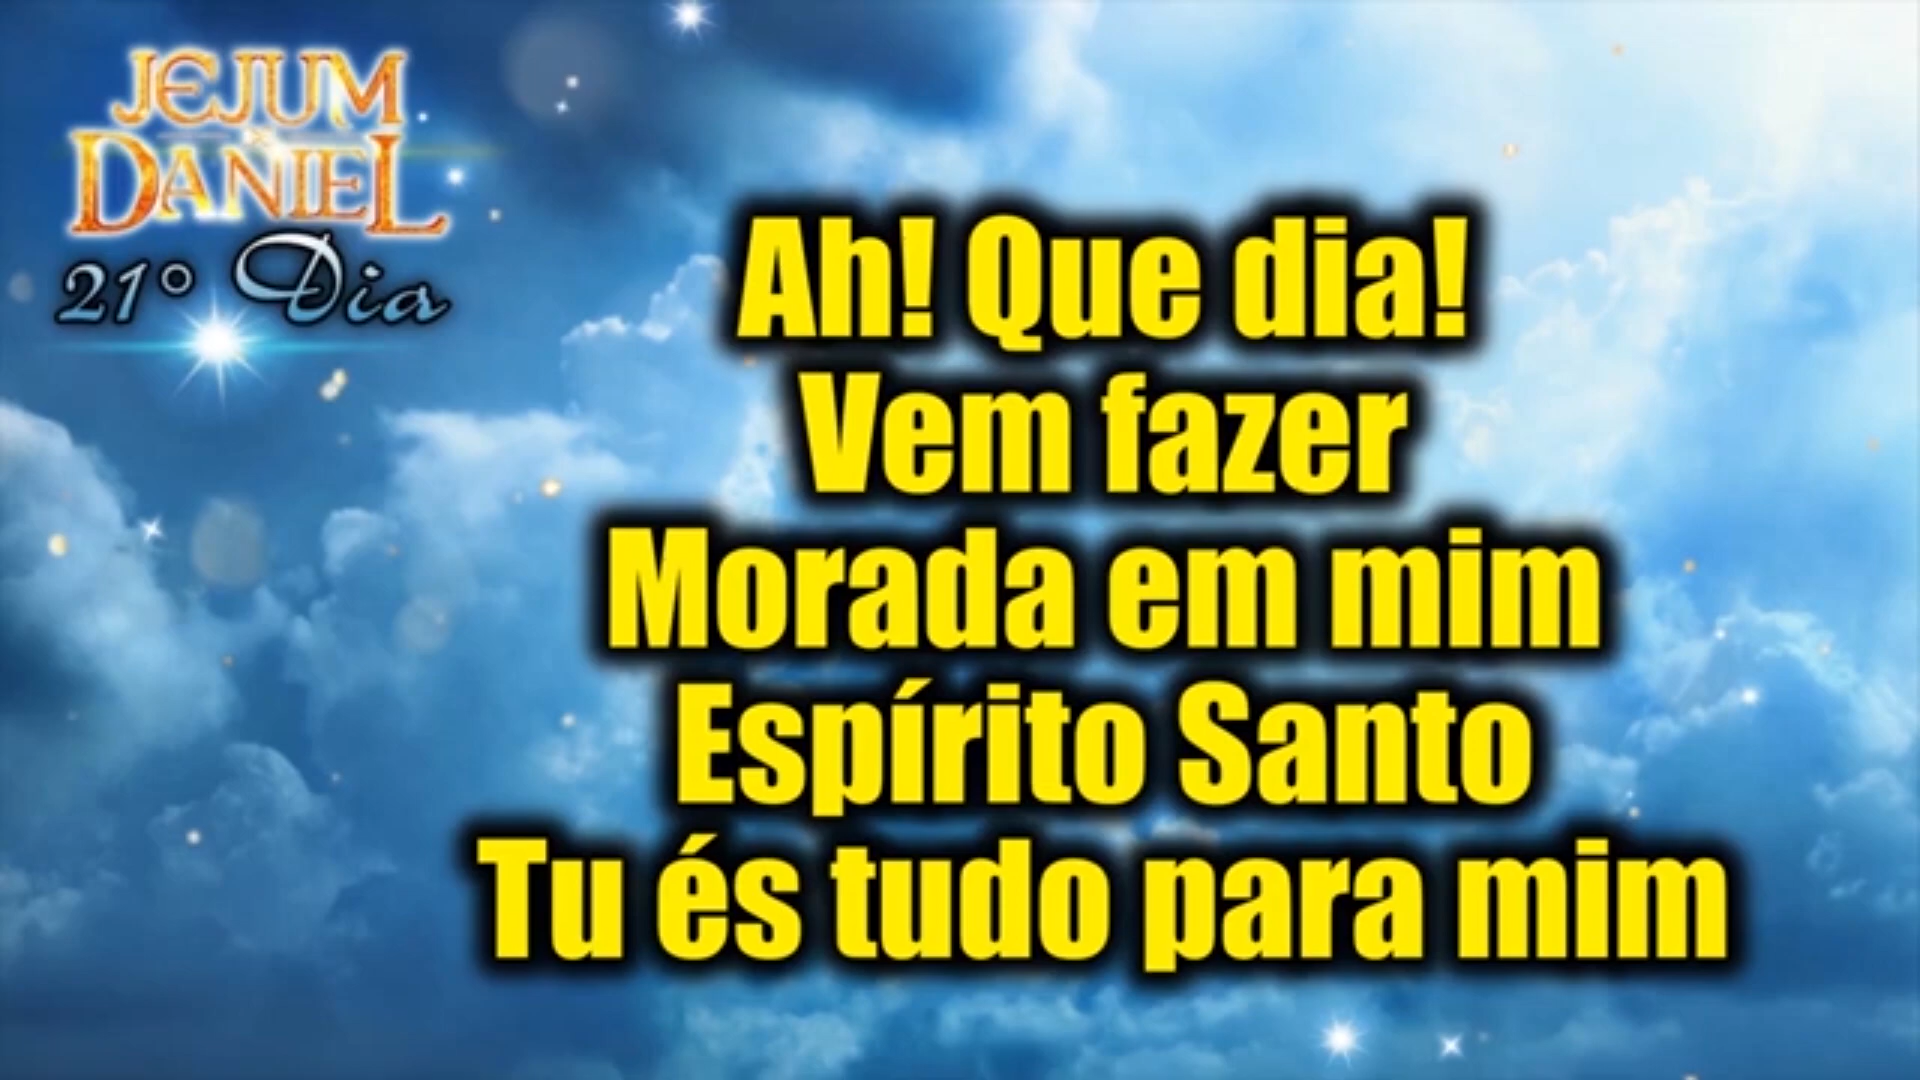 JEJUM
DE
DANIEL
21° Dia
Ah! Que dia!
Vem fazer
Morada em mim
Espírito Santo
Tu és tudo para mim